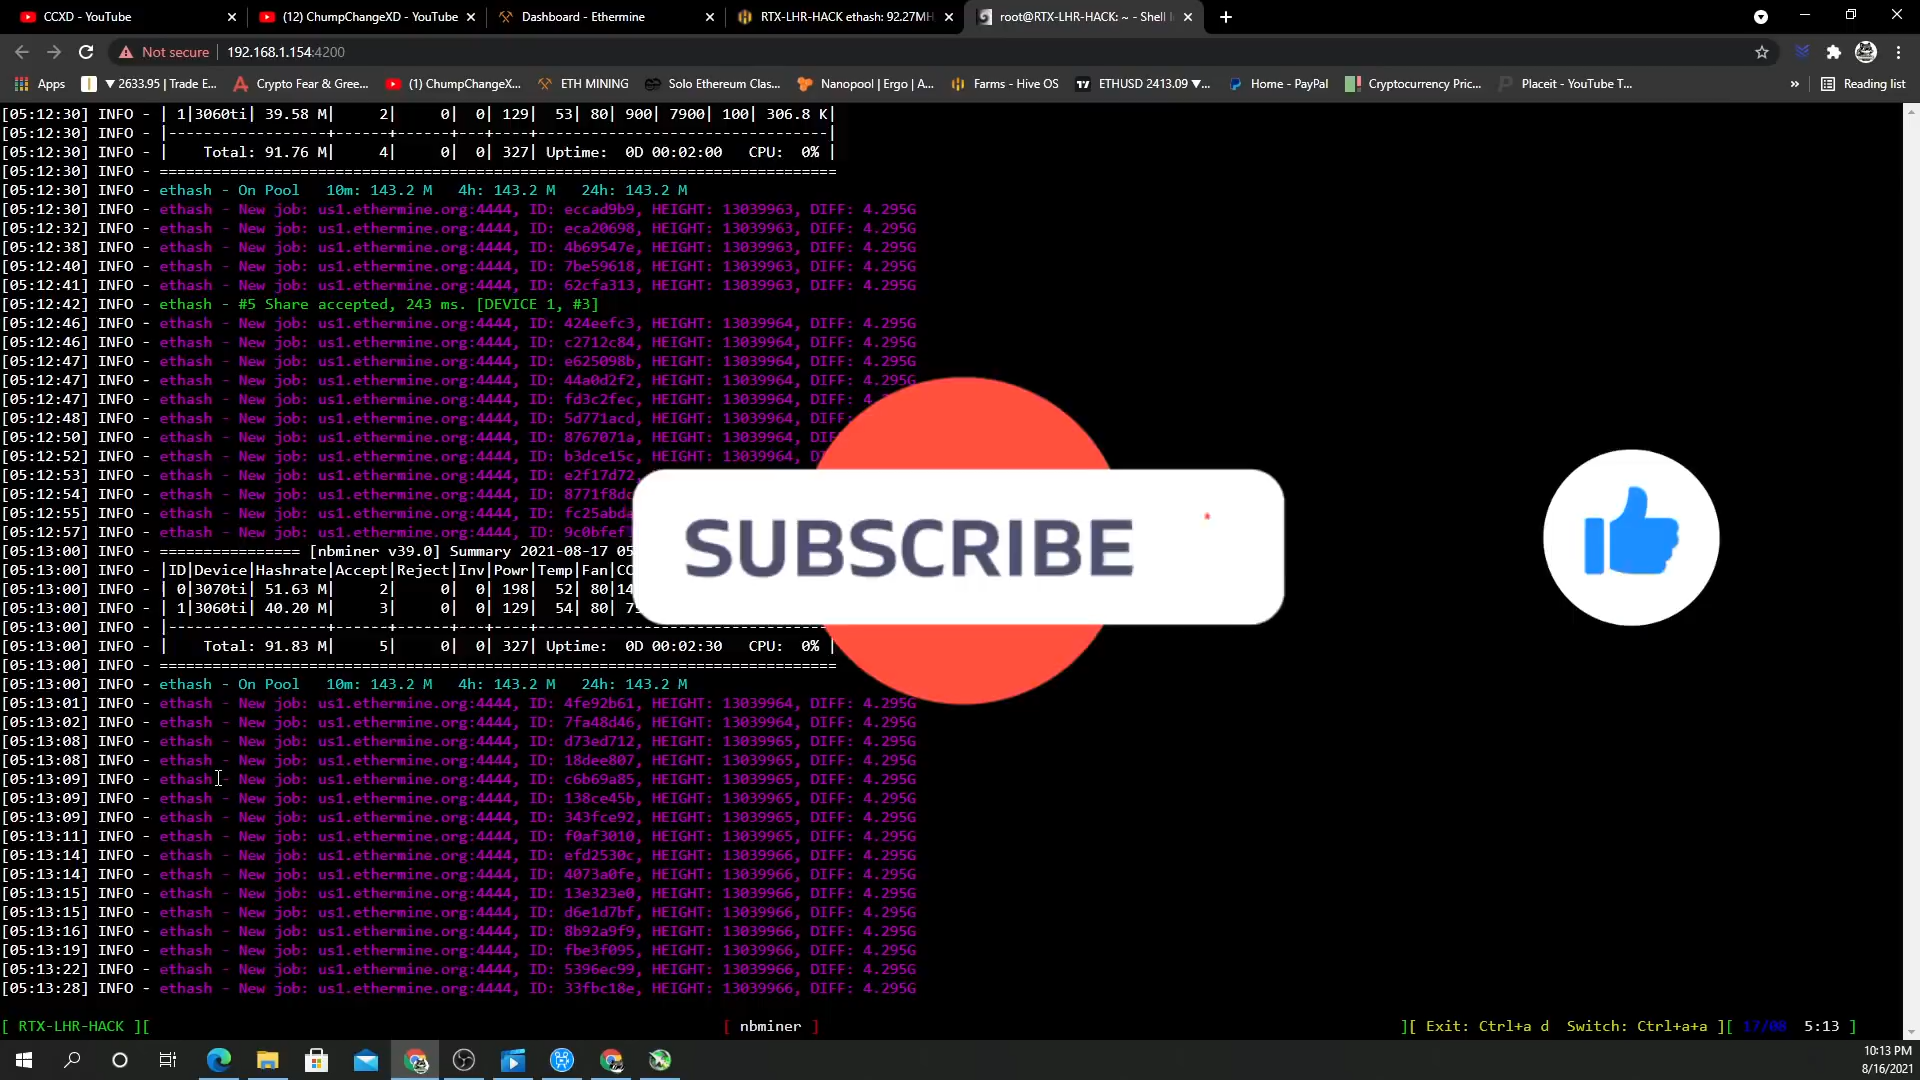 CCXD - YouTube
(12) ChumpChangeXD - YouTube
Dashboard - Ethermine
RTX-LHR-HACK ethash: 92.27MH
root@RTX-LHR-HACK: ~ - Shell I
Not secure
192.168.1.154:4200
Apps
▼ 2633.95 | Trade E...
Crypto Fear & Gree...
(1) ChumpChangeX...
ETH MINING
Solo Ethereum Clas...
Nanopool | Ergo | A...
Farms - Hive OS
ETHUSD 2413.09 ▼...
Home - PayPal
Cryptocurrency Pric...
Placeit - YouTube T...
»
Reading list
[05:12:30] INFO - | 1|3060ti| 39.58 M| 2| 0| 0| 129| 53| 80| 900| 7900| 100| 306.8 K|
[05:12:30] INFO - |------------------+------+------+---+----+------------------------------|
[05:12:30] INFO - | Total: 91.76 M| 4| 0| 0| 327| Uptime: 0D 00:02:00 CPU: 0% |
[05:12:30] INFO - =============================================================================
[05:12:30] INFO - ethash - On Pool 10m: 143.2 M 4h: 143.2 M 24h: 143.2 M
[05:12:30] INFO - ethash - New job: us1.ethermine.org:4444, ID: eccad9b9, HEIGHT: 13039963, DIFF: 4.295G
[05:12:32] INFO - ethash - New job: us1.ethermine.org:4444, ID: eca20698, HEIGHT: 13039963, DIFF: 4.295G
[05:12:38] INFO - ethash - New job: us1.ethermine.org:4444, ID: 4b69547e, HEIGHT: 13039963, DIFF: 4.295G
[05:12:40] INFO - ethash - New job: us1.ethermine.org:4444, ID: 7be59618, HEIGHT: 13039963, DIFF: 4.295G
[05:12:41] INFO - ethash - New job: us1.ethermine.org:4444, ID: 62cfa313, HEIGHT: 13039963, DIFF: 4.295G
[05:12:42] INFO - ethash - #5 Share accepted, 243 ms. [DEVICE 1, #3]
[05:12:46] INFO - ethash - New job: us1.ethermine.org:4444, ID: 424eefc3, HEIGHT: 13039964, DIFF: 4.295G
[05:12:46] INFO - ethash - New job: us1.ethermine.org:4444, ID: c2712c84, HEIGHT: 13039964, DIFF: 4.295G
[05:12:47] INFO - ethash - New job: us1.ethermine.org:4444, ID: e625098b, HEIGHT: 13039964, DIFF: 4.295G
[05:12:47] INFO - ethash - New job: us1.ethermine.org:4444, ID: 44a0d2f2, HEIGHT: 13039964, DIFF: 4.295G
[05:12:47] INFO - ethash - New job: us1.ethermine.org:4444, ID: fd3c2fec, HEIGHT: 13039964, DIFF: 4.
[05:12:48] INFO - ethash - New job: us1.ethermine.org:4444, ID: 5d771acd, HEIGHT: 13039964, DIFF:
[05:12:50] INFO - ethash - New job: us1.ethermine.org:4444, ID: 8767071a, HEIGHT: 13039964,
[05:12:52] INFO - ethash - New job: us1.ethermine.org:4444, ID: b3dce15c, HEIGHT: 13039964,
[05:12:53] INFO - ethash - New job: us1.ethermine.org:4444, ID: e2f17d72,
[05:12:54] INFO - ethash - New job: us1.ethermine.org:4444, ID: 8771f8dc
[05:12:55] INFO - ethash - New job: us1.ethermine.org:4444, ID: fc25abda
[05:12:57] INFO - ethash - New job: us1.ethermine.org:4444, ID: 9c0bfef
[05:13:00] INFO - ================ [nbminer v39.0] Summary 2021-08-17 05
[05:13:00] INFO - |ID|Device|Hashrate|Accept|Reject|Inv|Powr|Temp|Fan|CC
[05:13:00] INFO - | 0|3070ti| 51.63 M| 2| 0| 0| 198| 52| 80|14
[05:13:00] INFO - | 1|3060ti| 40.20 M| 3| 0| 0| 129| 54| 80| 7
[05:13:00] INFO - |------------------+------+------+---+----+------------------------------|
[05:13:00] INFO - | Total: 91.83 M| 5| 0| 0| 327| Uptime: 0D 00:02:30 CPU: 0% |
[05:13:00] INFO - =============================================================================
[05:13:00] INFO - ethash - On Pool 10m: 143.2 M 4h: 143.2 M 24h: 143.2 M
[05:13:01] INFO - ethash - New job: us1.ethermine.org:4444, ID: 4fe92b61, HEIGHT: 13039964, DIFF: 4.295G
[05:13:02] INFO - ethash - New job: us1.ethermine.org:4444, ID: 7fa48d46, HEIGHT: 13039964, DIFF: 4.295G
[05:13:08] INFO - ethash - New job: us1.ethermine.org:4444, ID: d73ed712, HEIGHT: 13039965, DIFF: 4.295G
[05:13:08] INFO - ethash - New job: us1.ethermine.org:4444, ID: 18dee807, HEIGHT: 13039965, DIFF: 4.295G
[05:13:09] INFO - ethash - New job: us1.ethermine.org:4444, ID: c6b69a85, HEIGHT: 13039965, DIFF: 4.295G
[05:13:09] INFO - ethash - New job: us1.ethermine.org:4444, ID: 138ce45b, HEIGHT: 13039965, DIFF: 4.295G
[05:13:09] INFO - ethash - New job: us1.ethermine.org:4444, ID: 343fce92, HEIGHT: 13039965, DIFF: 4.295G
[05:13:11] INFO - ethash - New job: us1.ethermine.org:4444, ID: f0af3010, HEIGHT: 13039965, DIFF: 4.295G
[05:13:14] INFO - ethash - New job: us1.ethermine.org:4444, ID: efd2530c, HEIGHT: 13039966, DIFF: 4.295G
[05:13:14] INFO - ethash - New job: us1.ethermine.org:4444, ID: 4073a0fe, HEIGHT: 13039966, DIFF: 4.295G
[05:13:15] INFO - ethash - New job: us1.ethermine.org:4444, ID: 13e323e0, HEIGHT: 13039966, DIFF: 4.295G
[05:13:15] INFO - ethash - New job: us1.ethermine.org:4444, ID: d6e1d7bf, HEIGHT: 13039966, DIFF: 4.295G
[05:13:16] INFO - ethash - New job: us1.ethermine.org:4444, ID: 8b92a9f9, HEIGHT: 13039966, DIFF: 4.295G
[05:13:19] INFO - ethash - New job: us1.ethermine.org:4444, ID: fbe3f095, HEIGHT: 13039966, DIFF: 4.295G
[05:13:22] INFO - ethash - New job: us1.ethermine.org:4444, ID: 5396ec99, HEIGHT: 13039966, DIFF: 4.295G
[05:13:28] INFO - ethash - New job: us1.ethermine.org:4444, ID: 33fbc18e, HEIGHT: 13039966, DIFF: 4.295G
SUBSCRIBE
[ RTX-LHR-HACK ][ [ nbminer ] ][ Exit: Ctrl+a d Switch: Ctrl+a+a ][ 17/08 5:13 ]
10:13 PM
8/16/2021